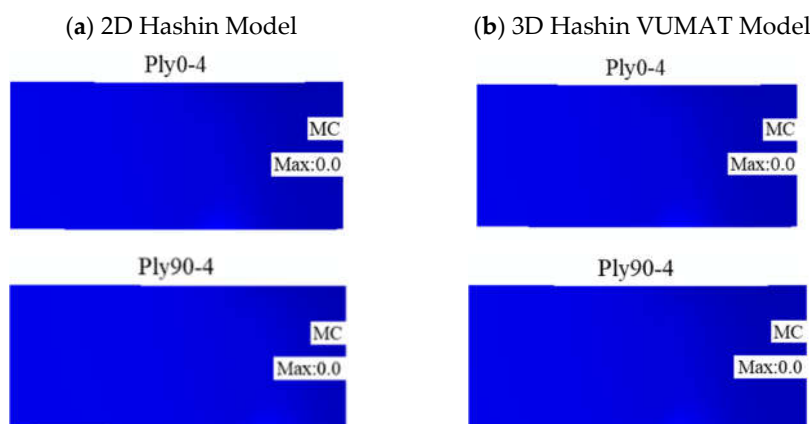 (a) 2D Hashin Model
(b) 3D Hashin VUMAT Model
Ply0-4
MC
Max:0.0
Ply0-4
MC
Max:0.0
Ply90-4
MC
Max:0.0
Ply90-4
MC
Max:0.0